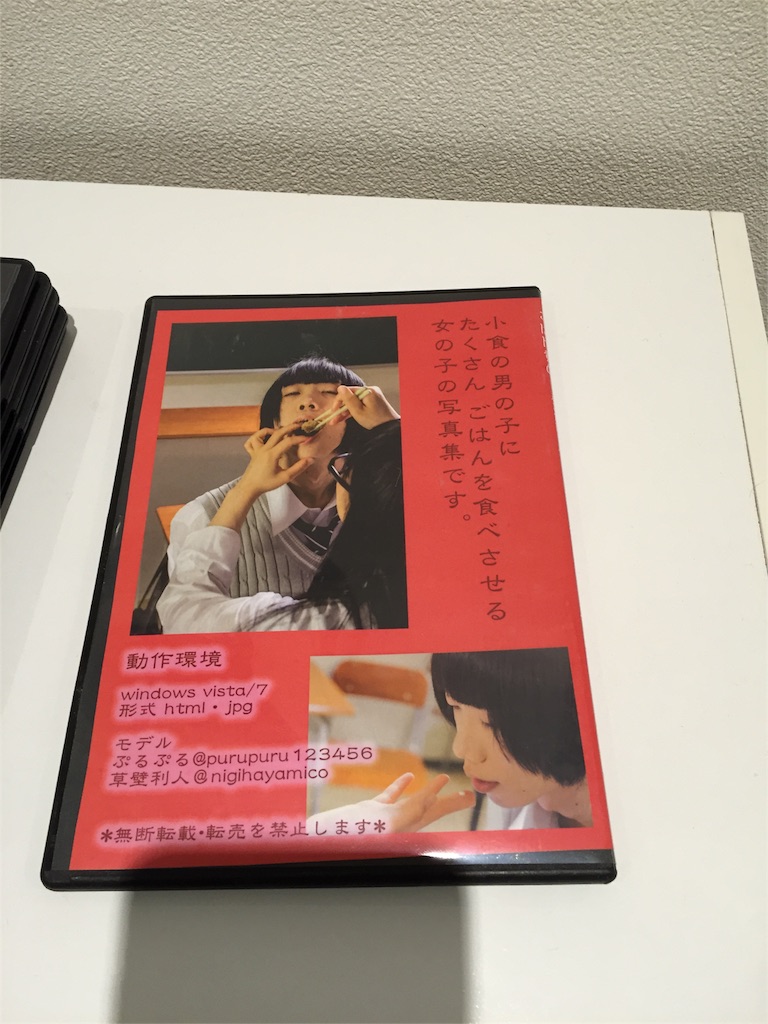 小食の男の子に
たくさん ごはんを食べさせる
女の子の写真集です。
動作環境
windows vista/7
形式 html・jpg
モデル
ぷるぷる@purupuru123456
草壁利人@nigihayamico
*無断転載・転売を禁止します*